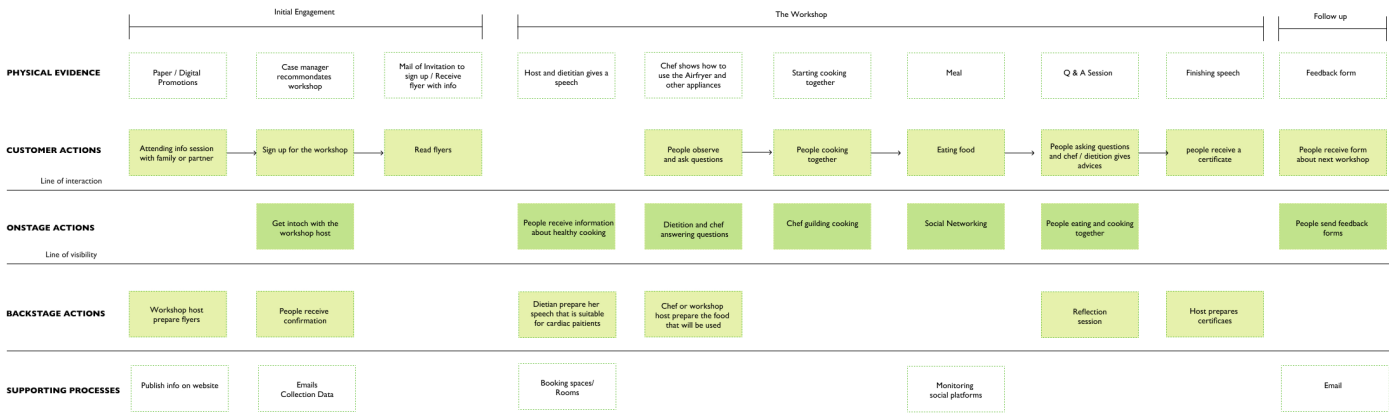 Initial Engagement
The Workshop
Follow up
PHYSICAL EVIDENCE
Paper / Digital
Promotions
Case manager
recommondates
workshop
Mail of Invitation to
sign up / Receive
flyer with info
Host and dietitian gives a
speech
Chef shows how to
use the Airfryer and
other appliances
Starting cooking
together
Meal
Q & A Session
Finishing speech
Feedback form
CUSTOMER ACTIONS
Attending info session
with family or partner
Sign up for the workshop
Read flyers
People observe
and ask questions
People cooking
together
Eating food
People asking questions
and chef / dietition gives
advices
people receive a
certificate
People receive form
about next workshop
Line of interaction
ONSTAGE ACTIONS
Get intoch with the
workshop host
People receive information
about healthy cooking
Dietition and chef
answering questions
Chef guilding cooking
Social Networking
People eating and cooking
together
People send feedback
forms
Line of visibility
BACKSTAGE ACTIONS
Workshop host
prepare flyers
People receive
confirmation
Dietian prepare her
speech that is suitable
for cardiac paitients
Chef or workshop
host prepare the food
that will be used
Reflection
session
Host prepares
certificaes
SUPPORTING PROCESSES
Publish info on website
Emails
Collection Data
Booking spaces/
Rooms
Monitoring
social platforms
Email